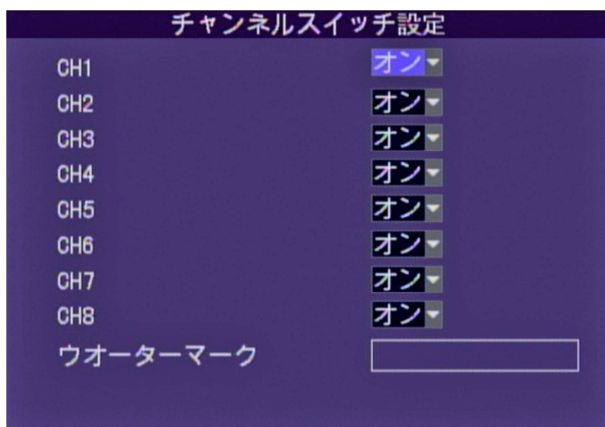 チャンネルスイッチ設定
CH1 オン
CH2 オン
CH3 オン
CH4 オン
CH5 オン
CH6 オン
CH7 オン
CH8 オン
ウオーターマーク